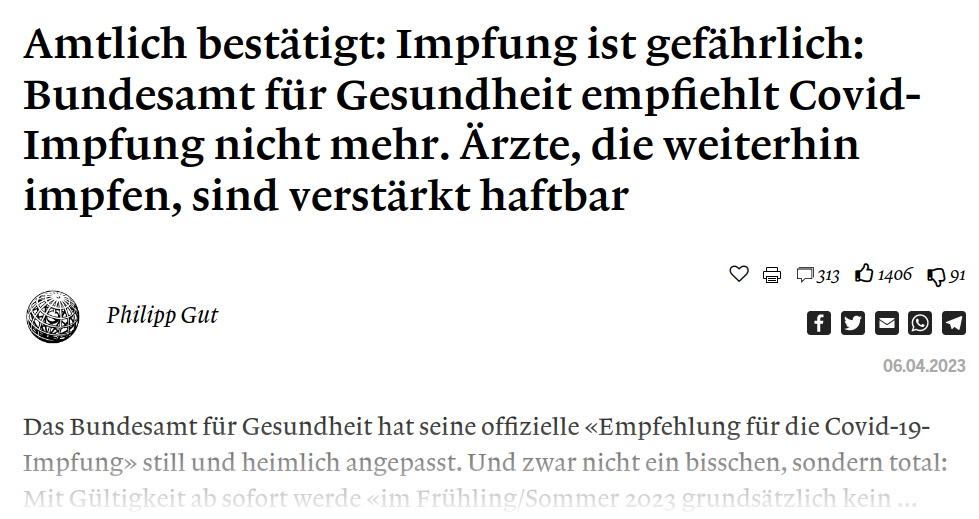 Amtlich bestätigt: Impfung ist gefährlich:
Bundesamt für Gesundheit empfiehlt Covid-
Impfung nicht mehr. Ärzte, die weiterhin
impfen, sind verstärkt haftbar
313 1406 91
Philipp Gut
06.04.2023
Das Bundesamt für Gesundheit hat seine offizielle «Empfehlung für die Covid-19-
Impfung» still und heimlich angepasst. Und zwar nicht ein bisschen, sondern total:
Mit Gültigkeit ab sofort werde «im Frühling/Sommer 2023 grundsätzlich kein ...